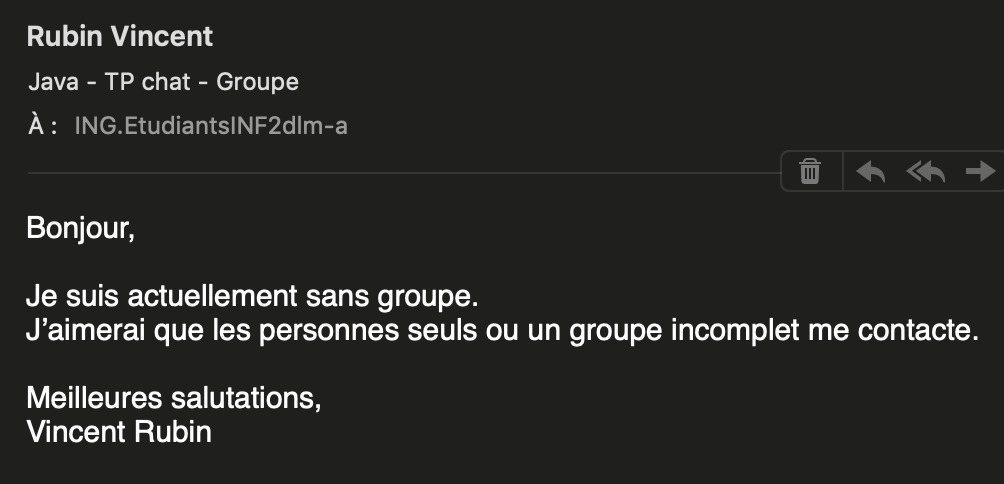 Rubin Vincent
Java - TP chat - Groupe
À : ING.EtudiantsINF2dlm-a
Bonjour,
Je suis actuellement sans groupe.
J’aimerai que les personnes seuls ou un groupe incomplet me contacte.
Meilleures salutations,
Vincent Rubin